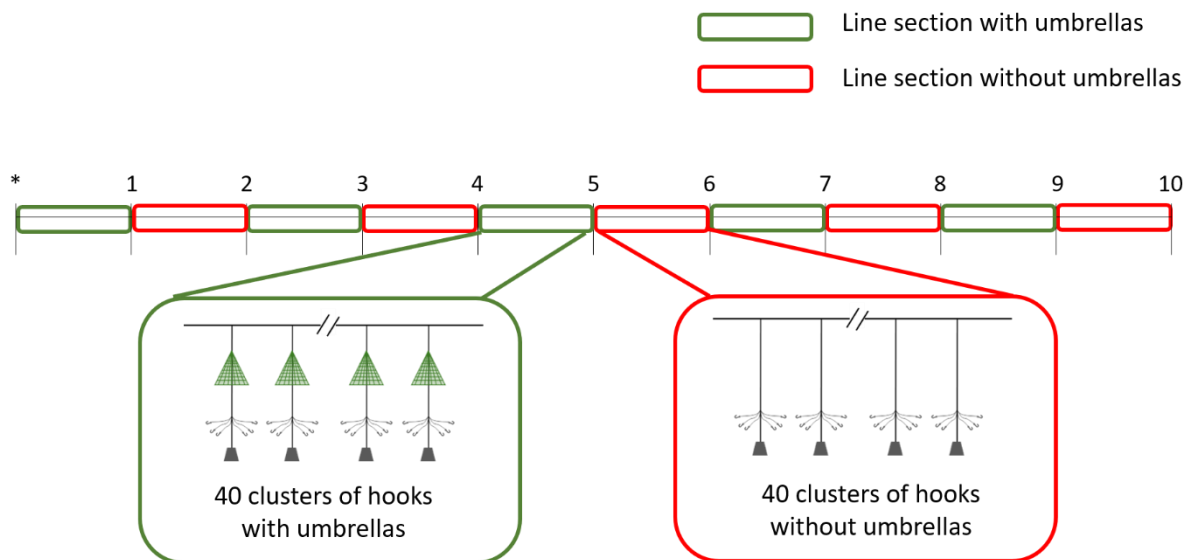 Line section with umbrellas
Line section without umbrellas
* 1 2 3 4 5 6 7 8 9 10
40 clusters of hooks
with umbrellas
40 clusters of hooks
without umbrellas